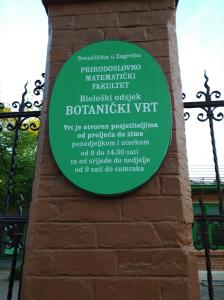 Sveučilište u Zagrebu
PRIRODOSLOVNO
MATEMATIČKI
FAKULTET
Biološki odsjek
BOTANIČKI VRT
Vrt je otvoren posjetiteljima
od proljeća do zime
ponedjeljkom i utorkom
od 9 do 14.30 sati
te od srijede do nedjelje
od 9 sati do sumraka